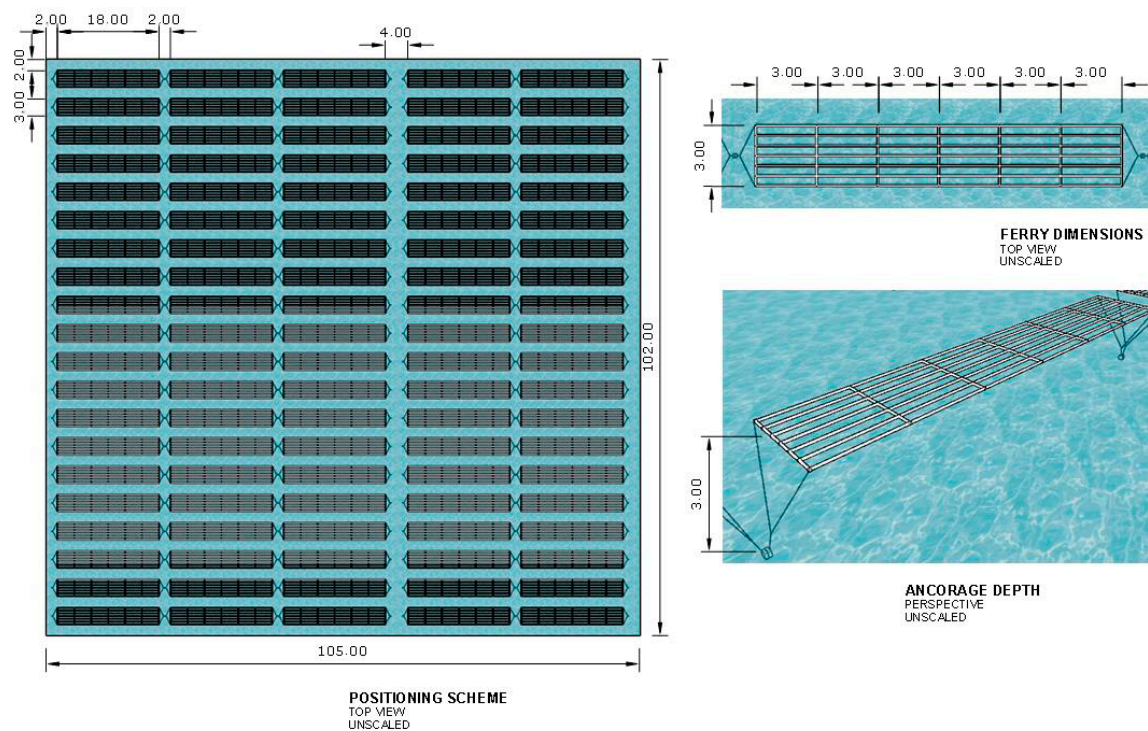 2.00 18.00 2.00 4.00
2.00
3.00
102.00
105.00
POSITIONING SCHEME
TOP VIEW
UNSCALED
3.00 3.00 3.00 3.00 3.00 3.00
3.00
FERRY DIMENSIONS
TOP VIEW
UNSCALED
3.00
ANCORAGE DEPTH
PERSPECTIVE
UNSCALED